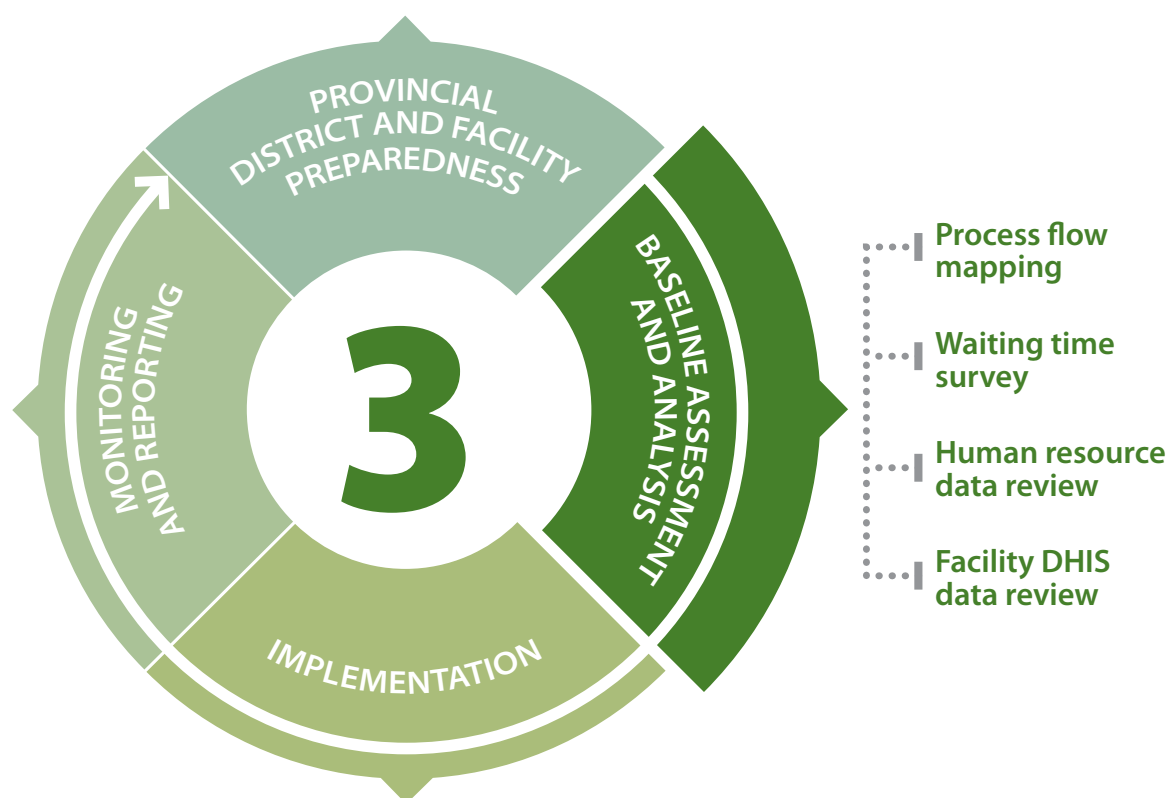 PROVINCIAL
DISTRICT AND FACILITY
PREPAREDNESS
BASELINE ASSESSMENT
AND ANALYSIS
IMPLEMENTATION
MONITORING
AND REPORTING
3
Process flow
mapping
Waiting time
survey
Human resource
data review
Facility DHIS
data review